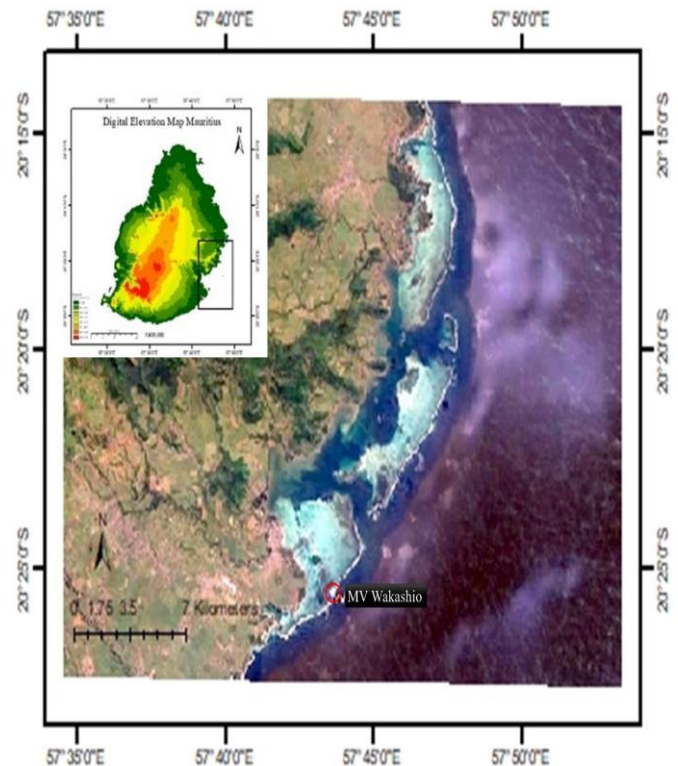 57°35'0"E 57°40'0"E 57°45'0"E 57°50'0"E
Digital Elevation Map Mauritius
N
20°15'0"S 20°15'0"S
20°20'0"S 20°20'0"S
20°25'0"S 20°25'0"S
N
MV Wakashio
0 1.75 3.5 7 Kilometers
57°35'0"E 57°40'0"E 57°45'0"E 57°50'0"E